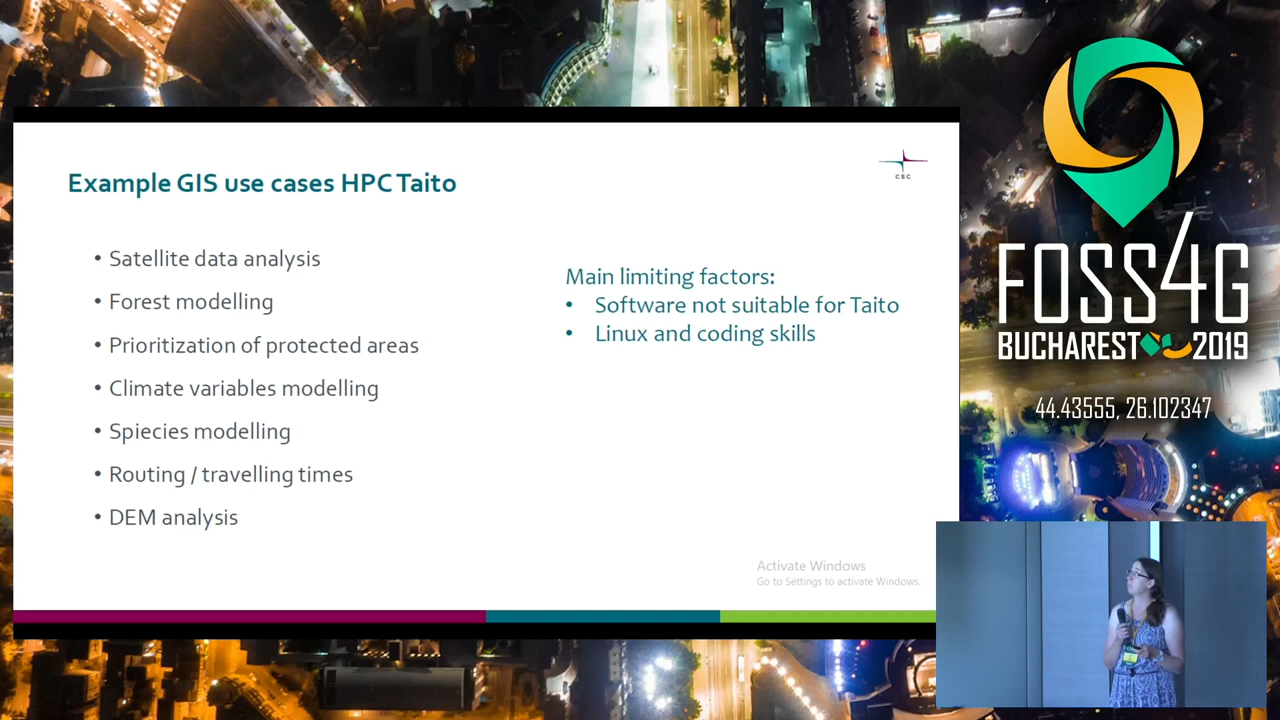 Example GIS use cases HPC Taito
CSC
• Satellite data analysis
• Forest modelling
• Prioritization of protected areas
• Climate variables modelling
• Spiecies modelling
• Routing / travelling times
• DEM analysis
Main limiting factors:
• Software not suitable for Taito
• Linux and coding skills
Activate Windows
Go to Settings to activate Windows.
FOSS4G
BUCHAREST 2019
44.43555, 26.102347